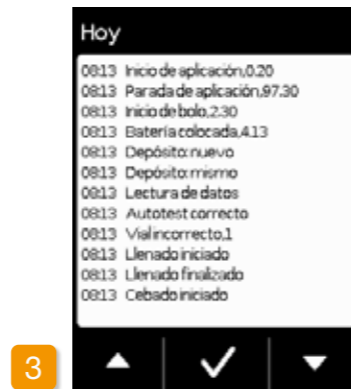 Hoy
08:13 Inicio de aplicación,0.20
08:13 Parada de aplicación,97.30
08:13 Inicio de bolo,2.30
08:13 Batería colocada,4.13
08:13 Depósito: nuevo
08:13 Depósito: mismo
08:13 Lectura de datos
08:13 Autotest correcto
08:13 Vial incorrecto,1
08:13 Llenado iniciado
08:13 Llenado finalizado
08:13 Cebado iniciado
3